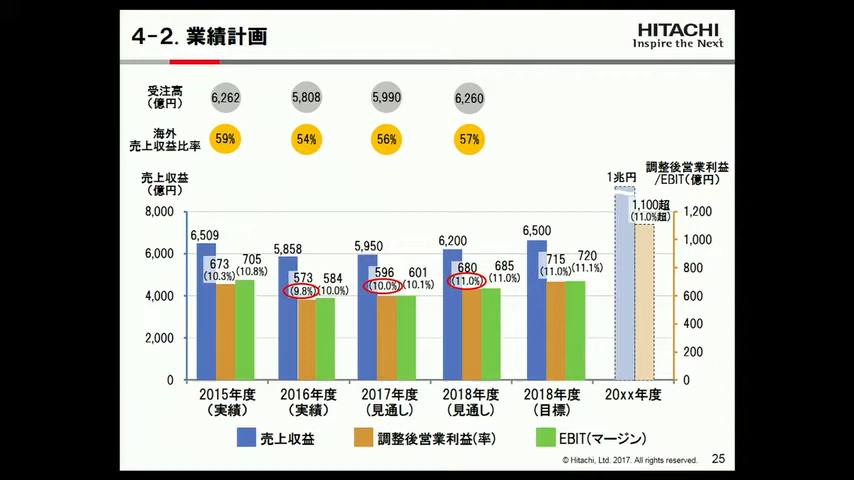 4-2. 業績計画
HITACHI
Inspire the Next
受注高
(億円)
6,262
5,808
5,990
6,260
海外
売上収益比率
59%
54%
56%
57%
売上収益
(億円)
調整後営業利益
/EBIT(億円)
8,000
6,000
4,000
2,000
0
1,200
1,000
800
600
400
200
0
6,509
673
(10.3%)
705
(10.8%)
5,858
573
(9.8%)
584
(10.0%)
5,950
596
(10.0%)
601
(10.1%)
6,200
680
(11.0%)
685
(11.0%)
6,500
715
(11.0%)
720
(11.1%)
1兆円
1,100超
(11.0%超)
2015年度
(実績)
2016年度
(実績)
2017年度
(見通し)
2018年度
(見通し)
2018年度
(目標)
20xx年度
売上収益
調整後営業利益(率)
EBIT(マージン)
© Hitachi, Ltd. 2017. All rights reserved.
25